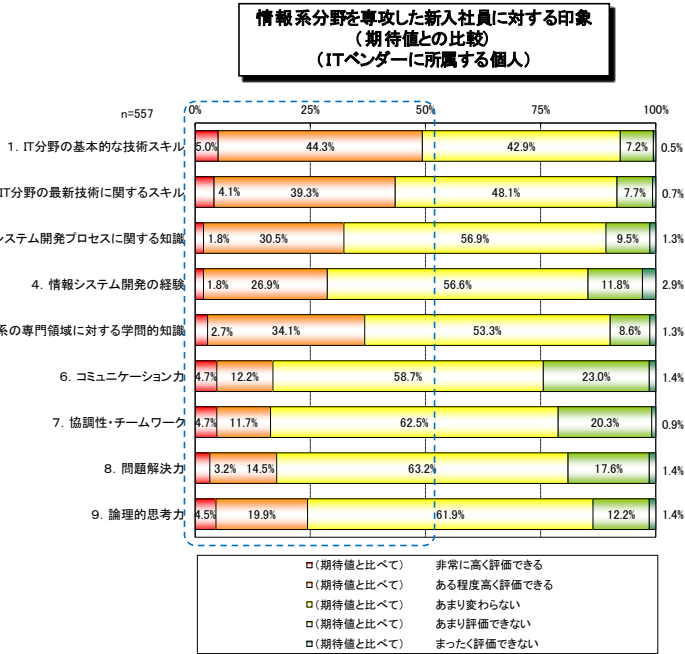 情報系分野を専攻した新入社員に対する印象
（期待値との比較）
（ITベンダーに所属する個人）
n=557
0% 25% 50% 75% 100%
1. IT分野の基本的な技術スキル 5.0% 44.3% 42.9% 7.2% 0.5%
IT分野の最新技術に関するスキル 4.1% 39.3% 48.1% 7.7% 0.7%
システム開発プロセスに関する知識 1.8% 30.5% 56.9% 9.5% 1.3%
4. 情報システム開発の経験 1.8% 26.9% 56.6% 11.8% 2.9%
系の専門領域に対する学問的知識 2.7% 34.1% 53.3% 8.6% 1.3%
6. コミュニケーション力 4.7% 12.2% 58.7% 23.0% 1.4%
7. 協調性・チームワーク 4.7% 11.7% 62.5% 20.3% 0.9%
8. 問題解決力 3.2% 14.5% 63.2% 17.6% 1.4%
9. 論理的思考力 4.5% 19.9% 61.9% 12.2% 1.4%
（期待値と比べて） 非常に高く評価できる
（期待値と比べて） ある程度高く評価できる
（期待値と比べて） あまり変わらない
（期待値と比べて） あまり評価できない
（期待値と比べて） まったく評価できない